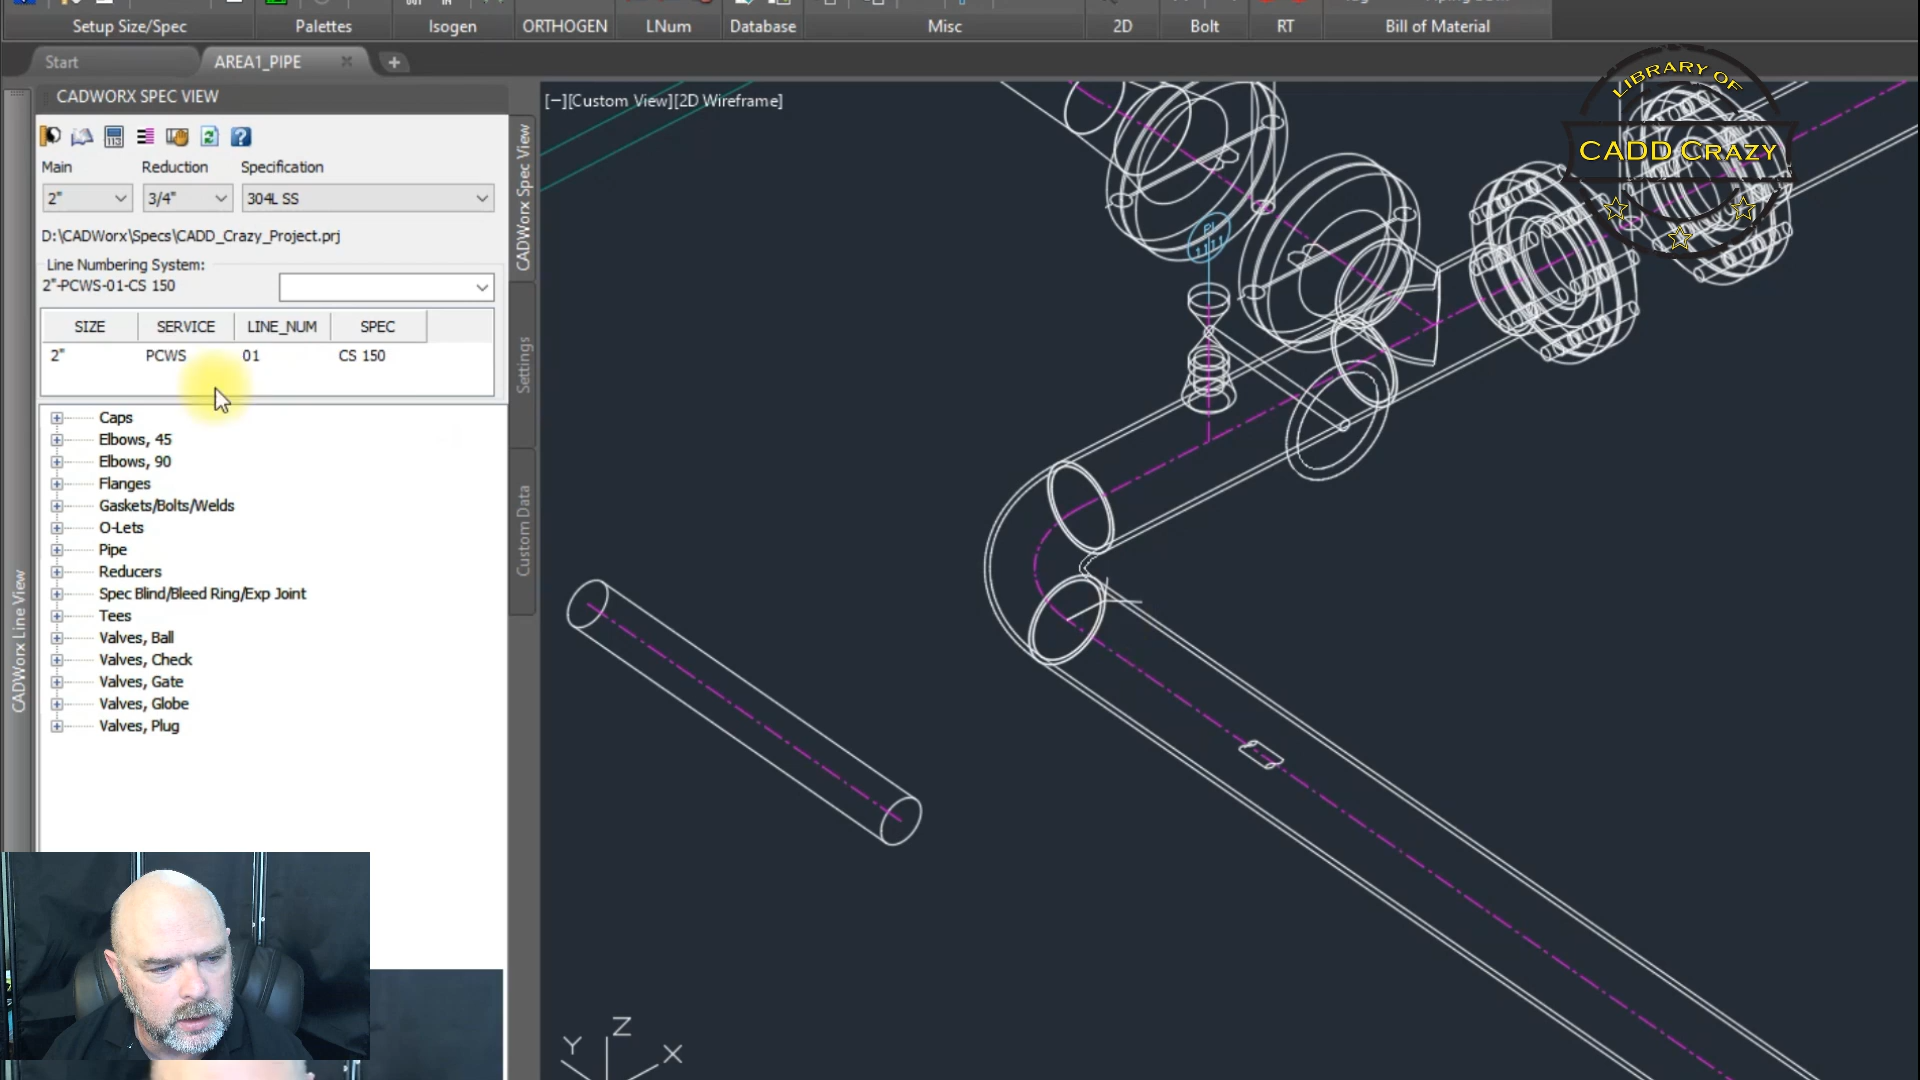 Setup Size/Spec
Palettes
Isogen
ORTHOGEN
LNum
Database
Misc
2D
Bolt
RT
Bill of Material
Start
AREA1_PIPE
CADWORX SPEC VIEW
[−][Custom View][2D Wireframe]
LIBRARY OF
CADD CRAZY
Main
Reduction
Specification
2"
3/4"
304L SS
D:\CADWorx\Specs\CADD_Crazy_Project.prj
Line Numbering System:
2"-PCWS-01-CS 150
SIZE
SERVICE
LINE_NUM
SPEC
2"
PCWS
01
CS 150
Caps
Elbows, 45
Elbows, 90
Flanges
Gaskets/Bolts/Welds
O-Lets
Pipe
Reducers
Spec Blind/Bleed Ring/Exp Joint
Tees
Valves, Ball
Valves, Check
Valves, Gate
Valves, Globe
Valves, Plug
CADWorx Spec View
Settings
Custom Data
CADWorx Line View
Z
Y
X